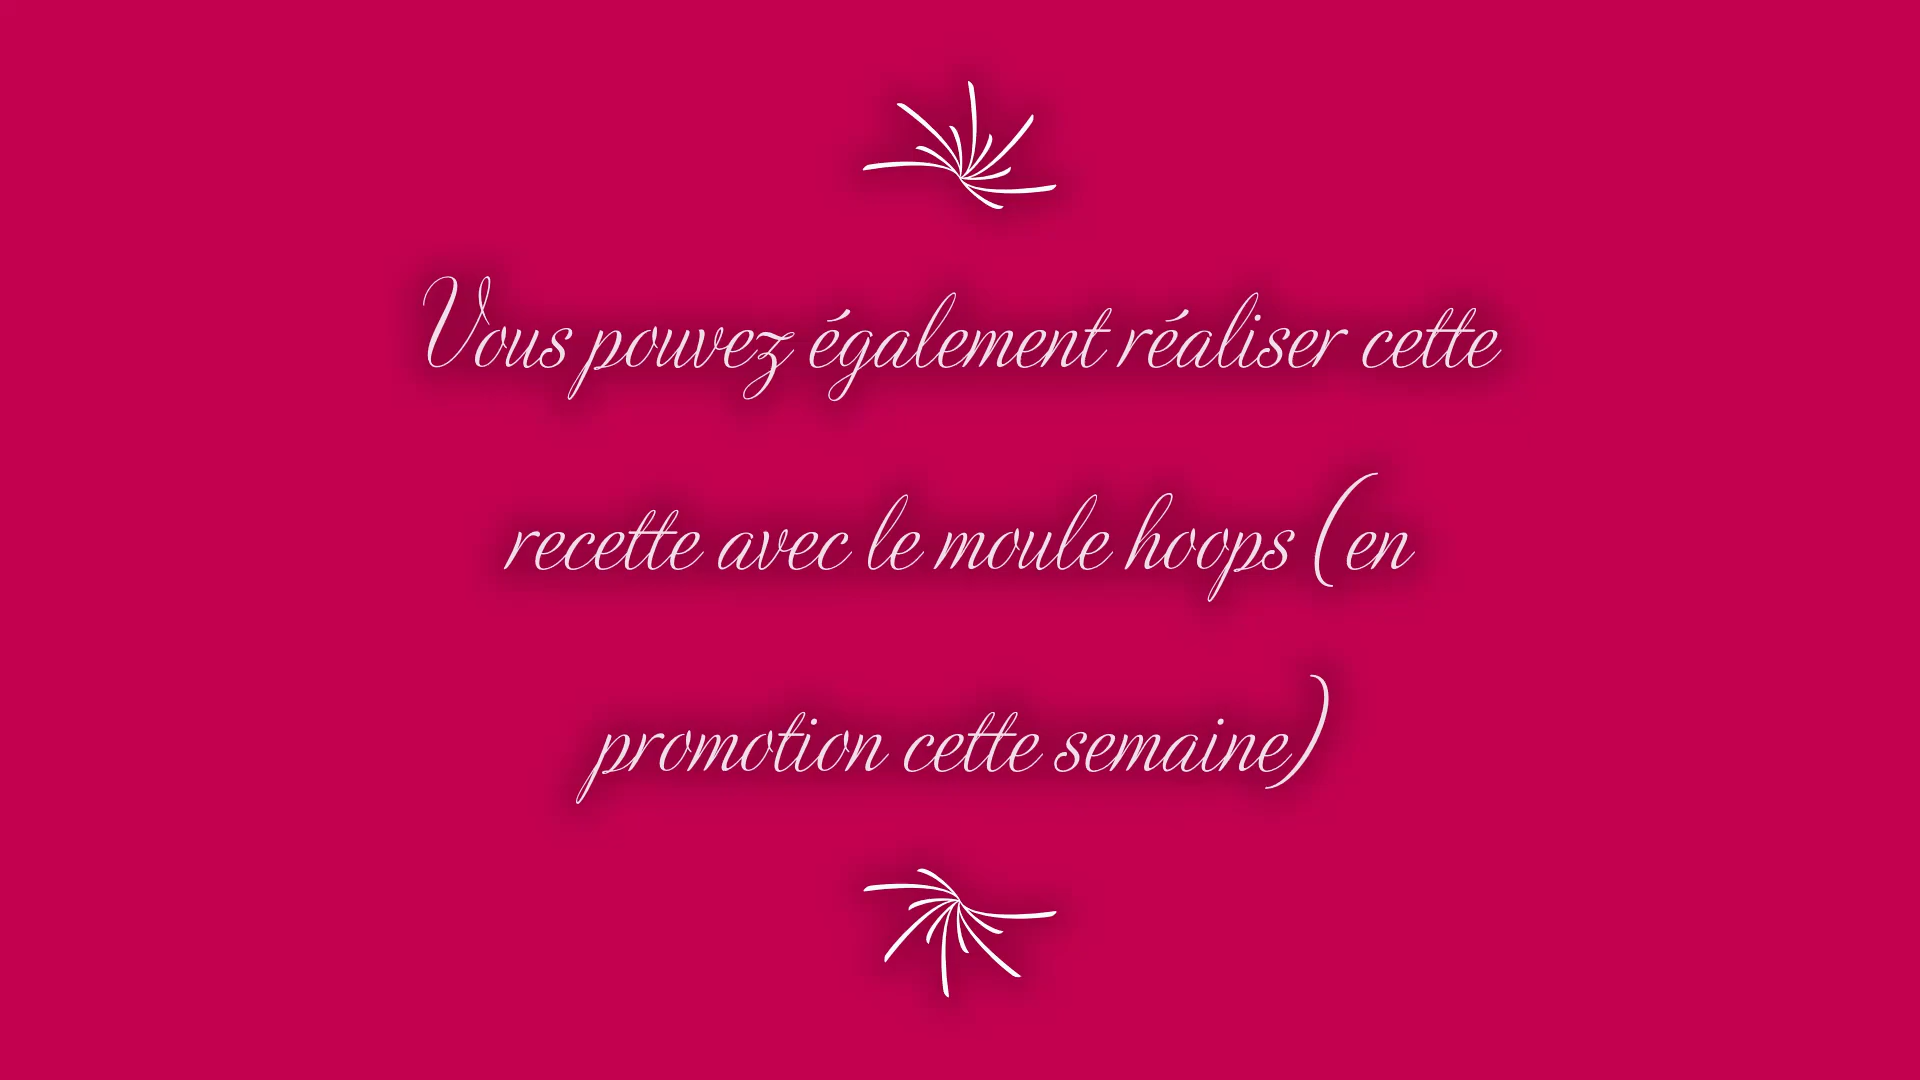 Vous pouvez également réaliser cette
recette avec le moule hoops (en
promotion cette semaine)